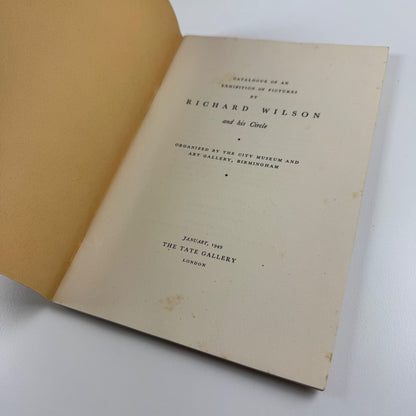 CATALOGUE OF AN
EXHIBITION OF PICTURES
BY
RICHARD WILSON
and his Circle
ORGANISED BY THE CITY MUSEUM AND
ART GALLERY, BIRMINGHAM
JANUARY, 1949
THE TATE GALLERY
LONDON